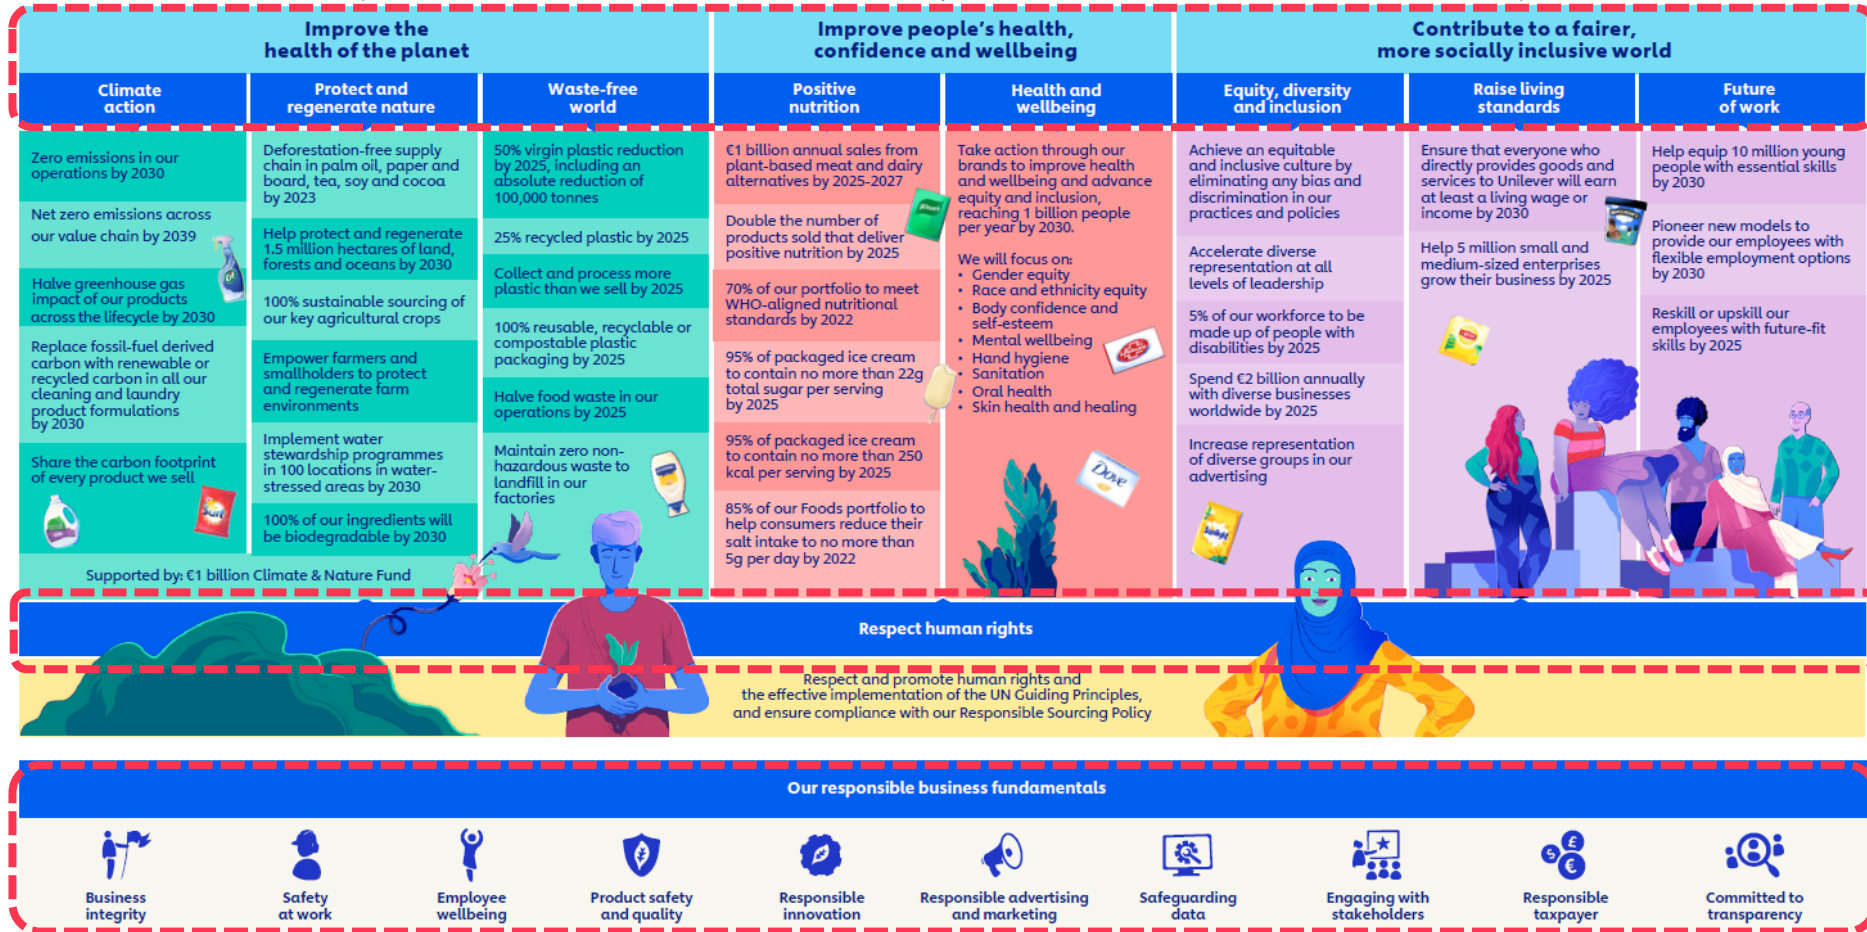 Improve the
health of the planet
Improve people's health,
confidence and wellbeing
Contribute to a fairer,
more socially inclusive world
Climate
action
Protect and
regenerate nature
Waste-free
world
Positive
nutrition
Health and
wellbeing
Equity, diversity
and inclusion
Raise living
standards
Future
of work
Zero emissions in our
operations by 2030
Net zero emissions across
our value chain by 2039
Halve greenhouse gas
impact of our products
across the lifecycle by 2030
Replace fossil-fuel derived
carbon with renewable or
recycled carbon in all our
cleaning and laundry
product formulations
by 2030
Share the carbon footprint
of every product we sell
Surf
Deforestation-free supply
chain in palm oil, paper and
board, tea, soy and cocoa
by 2023
Help protect and regenerate
1.5 million hectares of land,
forests and oceans by 2030
100% sustainable sourcing of
our key agricultural crops
Empower farmers and
smallholders to protect
and regenerate farm
environments
Implement water
stewardship programmes
in 100 locations in water-
stressed areas by 2030
100% of our ingredients will
be biodegradable by 2030
Supported by: €1 billion Climate & Nature Fund
50% virgin plastic reduction
by 2025, including an
absolute reduction of
100,000 tonnes
25% recycled plastic by 2025
Collect and process more
plastic than we sell by 2025
100% reusable, recyclable or
compostable plastic
packaging by 2025
Halve food waste in our
operations by 2025
Maintain zero non-
hazardous waste to
landfill in our
factories
€1 billion annual sales from
plant-based meat and dairy
alternatives by 2025-2027
Double the number of
products sold that deliver
positive nutrition by 2025
70% of our portfolio to meet
WHO-aligned nutritional
standards by 2022
95% of packaged ice cream
to contain no more than 22g
total sugar per serving
by 2025
95% of packaged ice cream
to contain no more than 250
kcal per serving by 2025
85% of our Foods portfolio to
help consumers reduce their
salt intake to no more than
5g per day by 2022
Take action through our
brands to improve health
and wellbeing and advance
equity and inclusion,
reaching 1 billion people
per year by 2030.
We will focus on:
• Gender equity
• Race and ethnicity equity
• Body confidence and
self-esteem
• Mental wellbeing
• Hand hygiene
• Sanitation
• Oral health
• Skin health and healing
Dove
Achieve an equitable
and inclusive culture by
eliminating any bias and
discrimination in our
practices and policies
Accelerate diverse
representation at all
levels of leadership
5% of our workforce to be
made up of people with
disabilities by 2025
Spend €2 billion annually
with diverse businesses
worldwide by 2025
Increase representation
of diverse groups in our
advertising
Sunlight
Ensure that everyone who
directly provides goods and
services to Unilever will earn
at least a living wage or
income by 2030
Help 5 million small and
medium-sized enterprises
grow their business by 2025
Help equip 10 million young
people with essential skills
by 2030
Pioneer new models to
provide our employees with
flexible employment options
by 2030
Reskill or upskill our
employees with future-fit
skills by 2025
Respect human rights
Respect and promote human rights and
the effective implementation of the UN Guiding Principles,
and ensure compliance with our Responsible Sourcing Policy
Our responsible business fundamentals
Business
integrity
Safety
at work
Employee
wellbeing
Product safety
and quality
Responsible
innovation
Responsible advertising
and marketing
Safeguarding
data
Engaging with
stakeholders
Responsible
taxpayer
Committed to
transparency